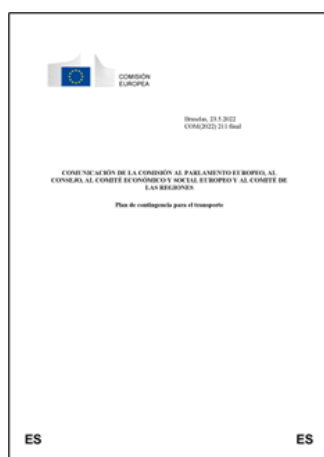 COMISIÓN
EUROPEA
Bruselas, 23.5.2022
COM(2022) 211 final
COMUNICACIÓN DE LA COMISIÓN AL PARLAMENTO EUROPEO, AL
CONSEJO, AL COMITÉ ECONÓMICO Y SOCIAL EUROPEO Y AL COMITÉ DE
LAS REGIONES
Plan de contingencia para el transporte
ES
ES